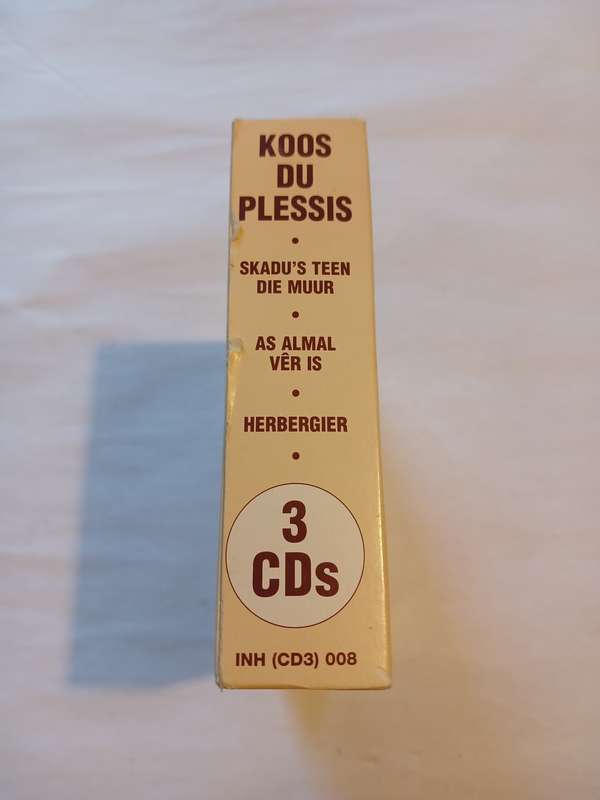 KOOS
DU
PLESSIS
•
SKADU'S TEEN
DIE MUUR
•
AS ALMAL
VÊR IS
•
HERBERGIER
•
3
CDs
INH (CD3) 008